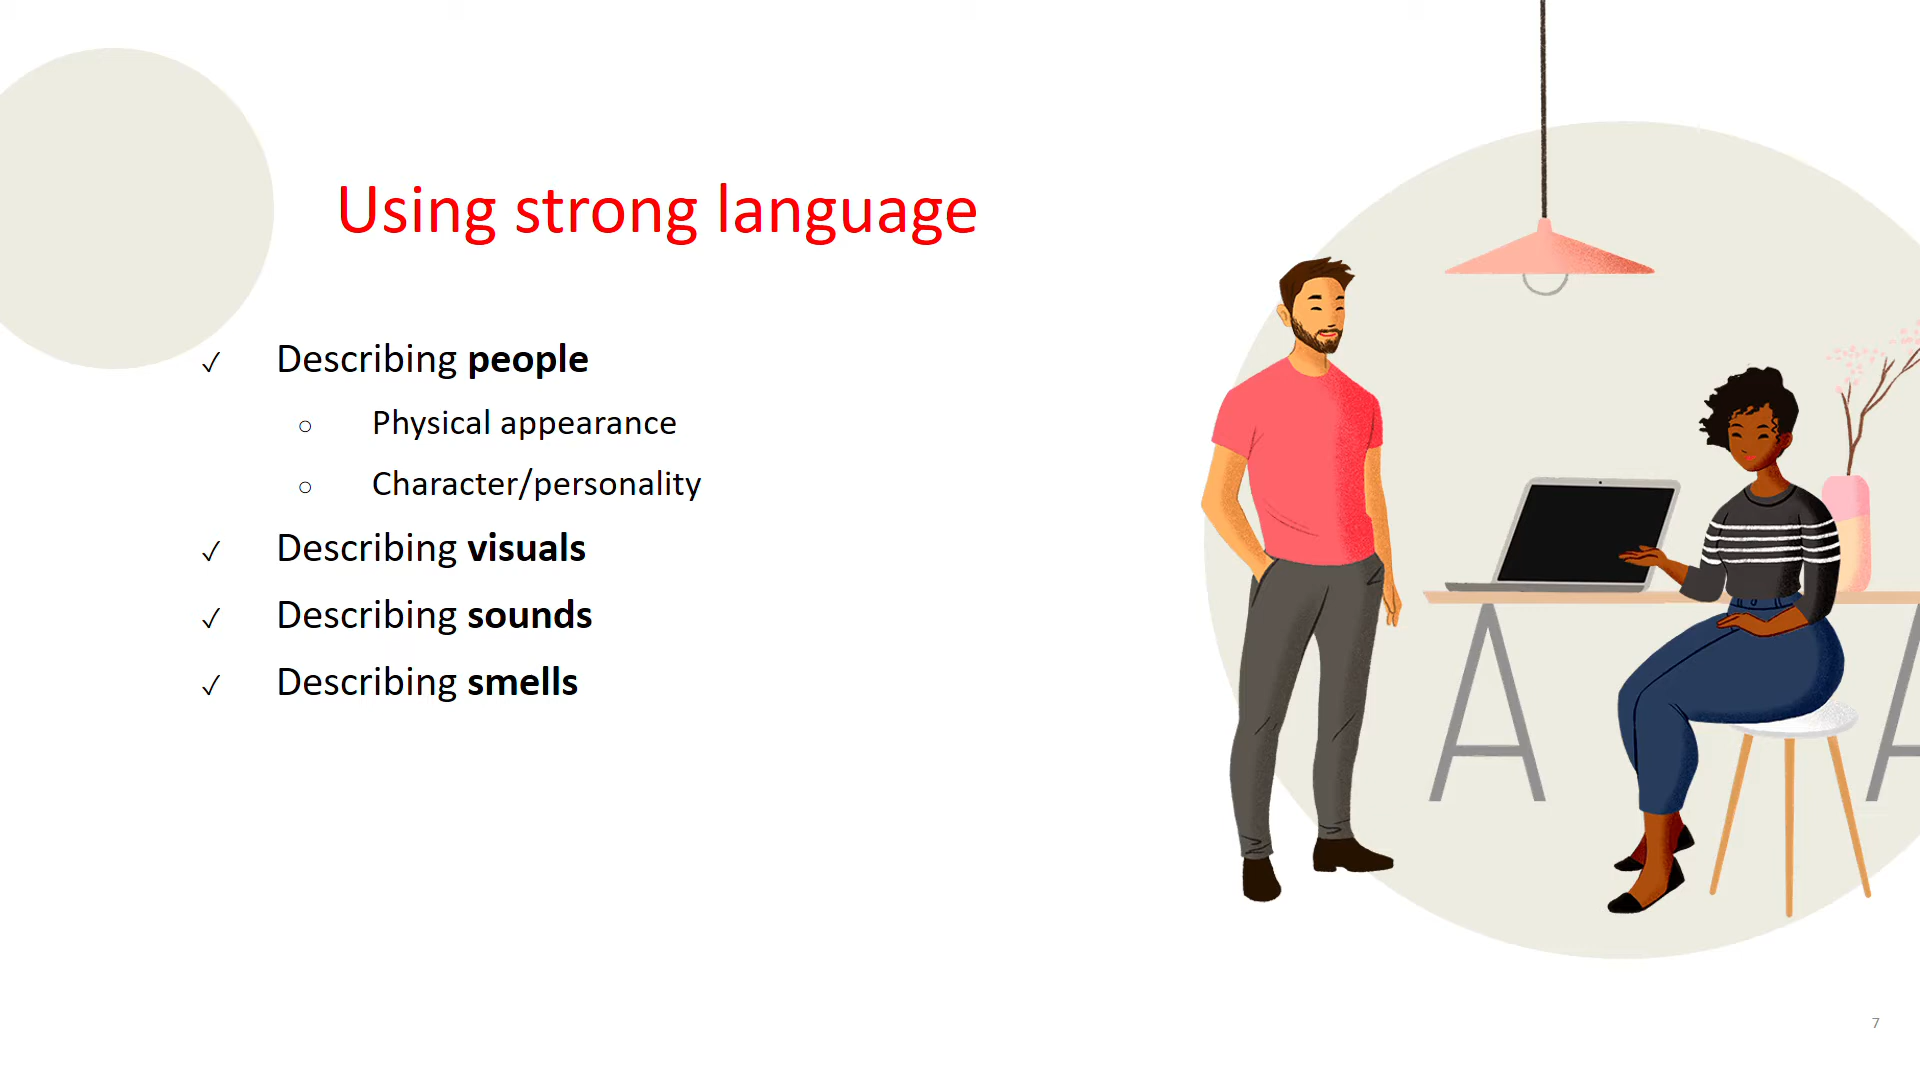 Using strong language
✓ Describing people
○ Physical appearance
○ Character/personality
✓ Describing visuals
✓ Describing sounds
✓ Describing smells
7